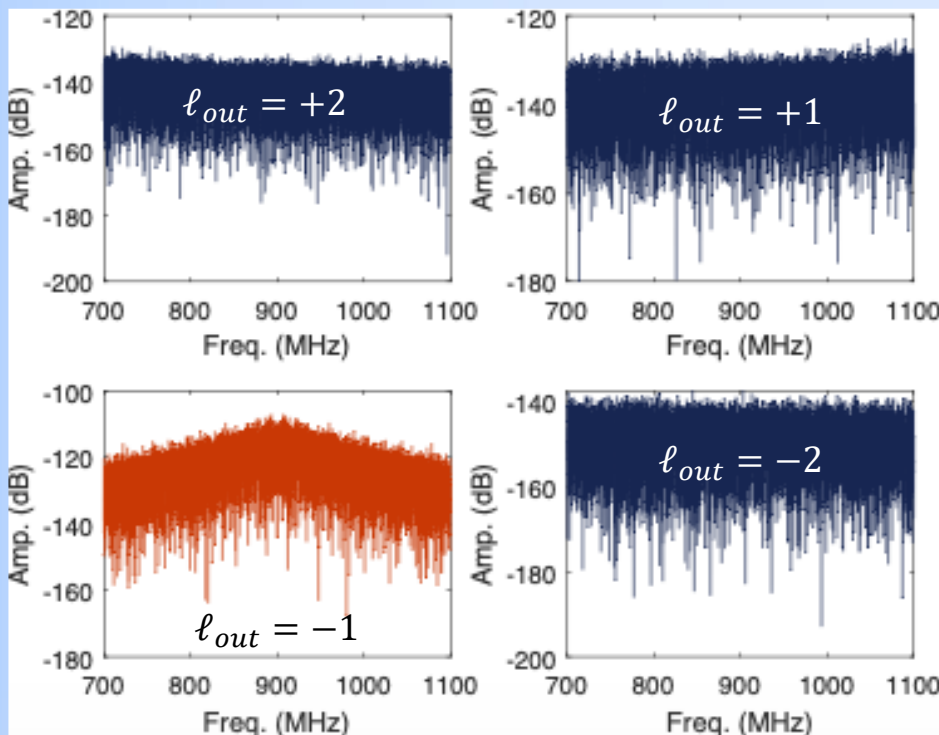 -120
-140
-160
-180
-200
Amp. (dB)
ℓ_out = +2
700 800 900 1000 1100
Freq. (MHz)
-120
-140
-160
-180
Amp. (dB)
ℓ_out = +1
700 800 900 1000 1100
Freq. (MHz)
-100
-120
-140
-160
-180
Amp. (dB)
ℓ_out = −1
700 800 900 1000 1100
Freq. (MHz)
-140
-160
-180
-200
Amp. (dB)
ℓ_out = −2
700 800 900 1000 1100
Freq. (MHz)